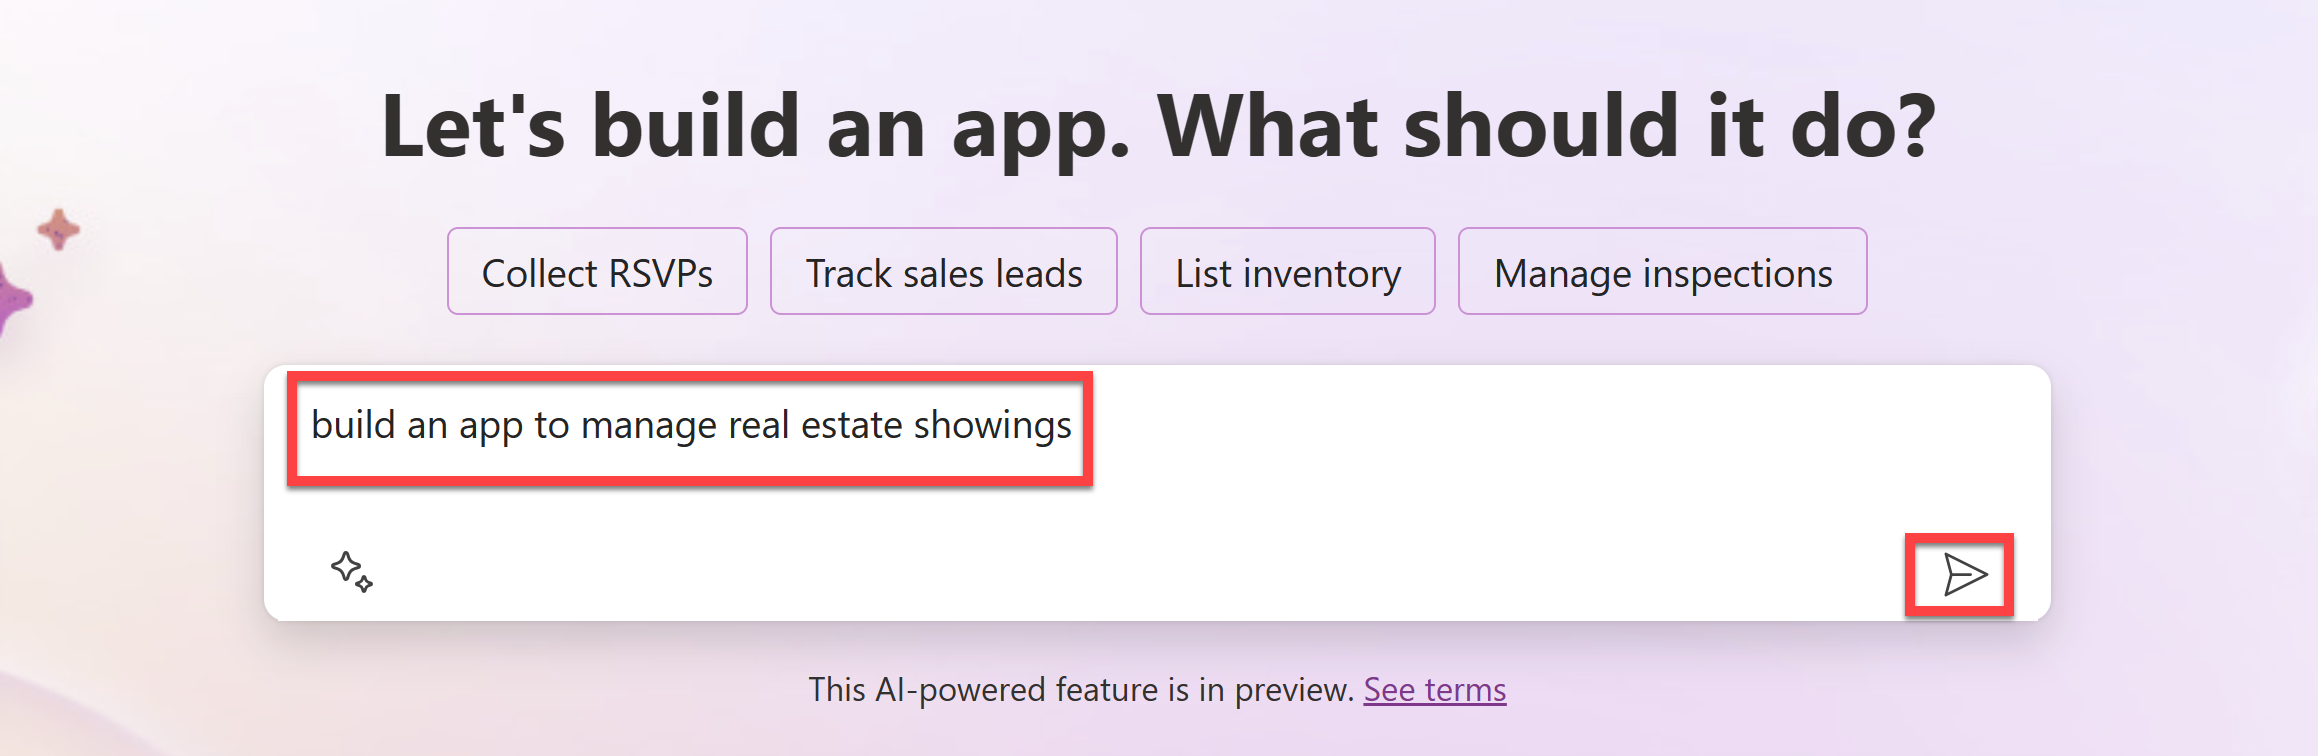 Let's build an app. What should it do?
Collect RSVPs
Track sales leads
List inventory
Manage inspections
build an app to manage real estate showings
This AI-powered feature is in preview. See terms